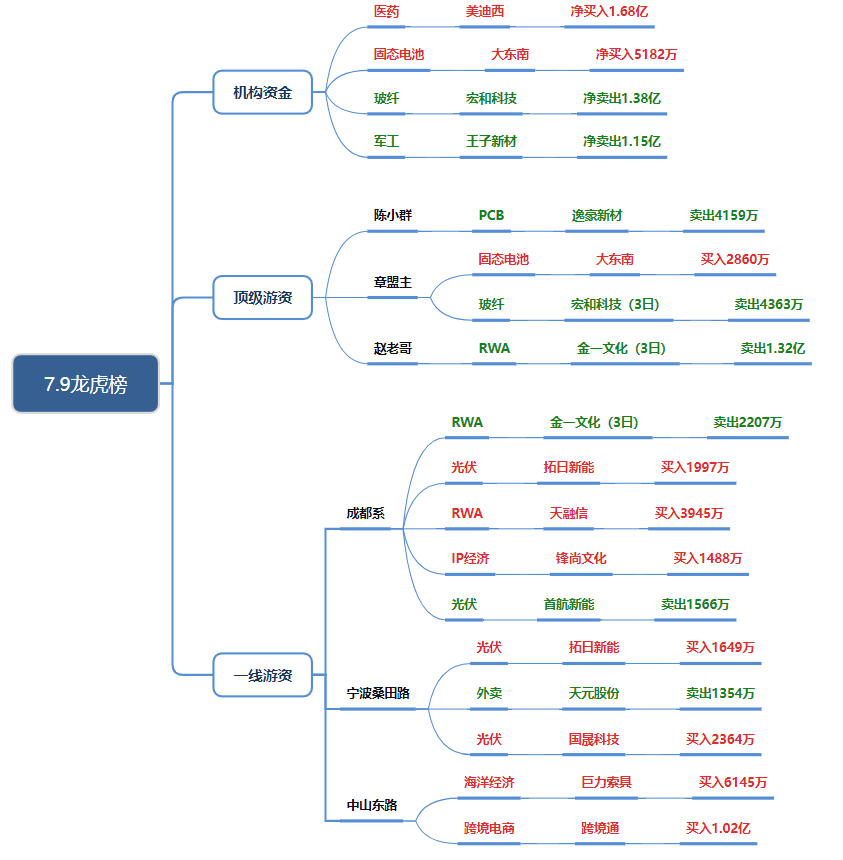 7.9龙虎榜
机构资金
医药 美迪西 净买入1.68亿
固态电池 大东南 净买入5182万
玻纤 宏和科技 净卖出1.38亿
军工 王子新材 净卖出1.15亿
顶级游资
陈小群 PCB 逸豪新材 卖出4159万
章盟主
固态电池 大东南 买入2860万
玻纤 宏和科技（3日） 卖出4363万
赵老哥 RWA 金一文化（3日） 卖出1.32亿
一线游资
成都系
RWA 金一文化（3日） 卖出2207万
光伏 拓日新能 买入1997万
RWA 天融信 买入3945万
IP经济 锋尚文化 买入1488万
光伏 首航新能 卖出1566万
宁波桑田路
光伏 拓日新能 买入1649万
外卖 天元股份 卖出1354万
光伏 国晟科技 买入2364万
中山东路
海洋经济 巨力索具 买入6145万
跨境电商 跨境通 买入1.02亿